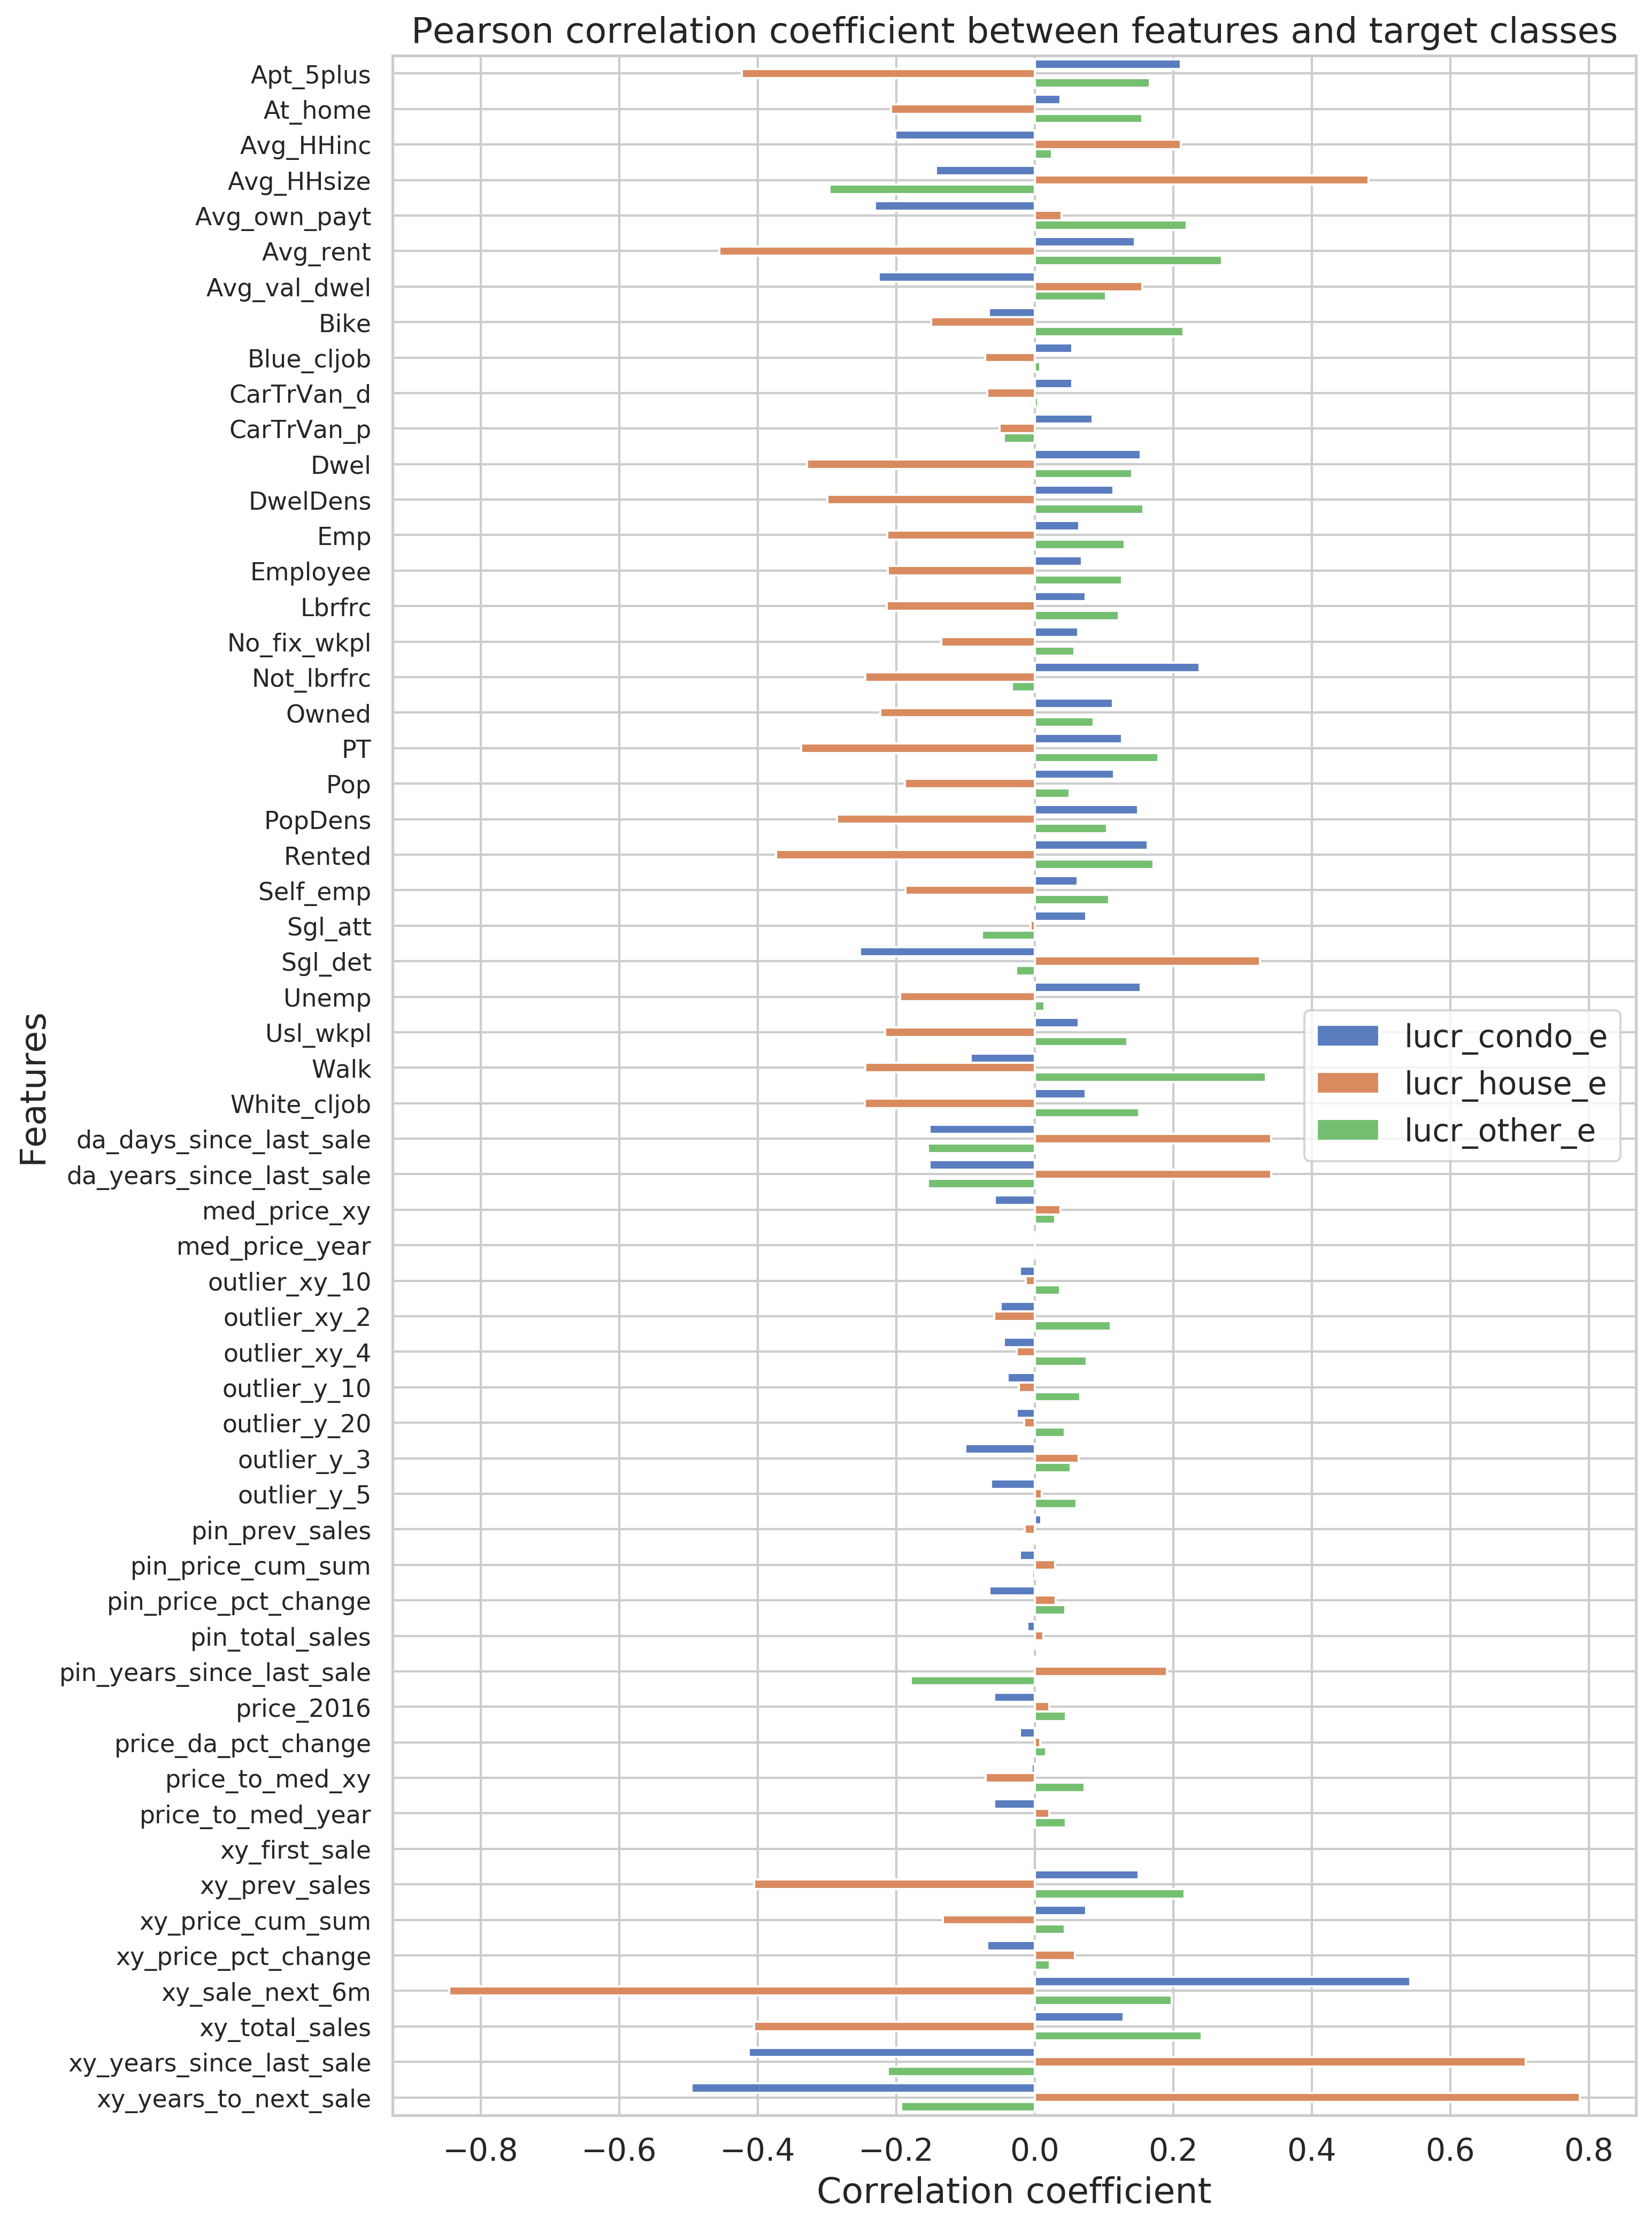 Pearson correlation coefficient between features and target classes
Apt_5plus
At_home
Avg_HHinc
Avg_HHsize
Avg_own_payt
Avg_rent
Avg_val_dwel
Bike
Blue_cljob
CarTrVan_d
CarTrVan_p
Dwel
DwelDens
Emp
Employee
Lbrfrc
No_fix_wkpl
Not_lbrfrc
Owned
PT
Pop
PopDens
Rented
Self_emp
Sgl_att
Sgl_det
Unemp
Usl_wkpl
Walk
White_cljob
da_days_since_last_sale
da_years_since_last_sale
med_price_xy
med_price_year
outlier_xy_10
outlier_xy_2
outlier_xy_4
outlier_y_10
outlier_y_20
outlier_y_3
outlier_y_5
pin_prev_sales
pin_price_cum_sum
pin_price_pct_change
pin_total_sales
pin_years_since_last_sale
price_2016
price_da_pct_change
price_to_med_xy
price_to_med_year
xy_first_sale
xy_prev_sales
xy_price_cum_sum
xy_price_pct_change
xy_sale_next_6m
xy_total_sales
xy_years_since_last_sale
xy_years_to_next_sale
Features
lucr_condo_e
lucr_house_e
lucr_other_e
−0.8 −0.6 −0.4 −0.2 0.0 0.2 0.4 0.6 0.8
Correlation coefficient